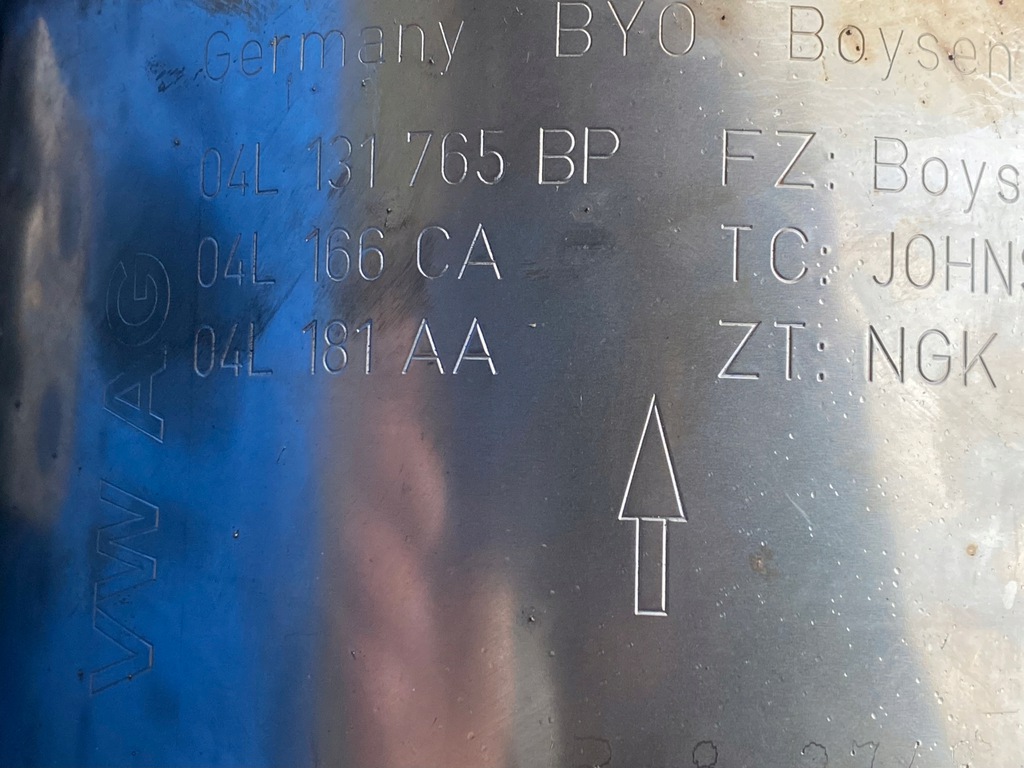 Germany BYO Boysen
04L 131 765 BP FZ: Boys
04L 166 CA TC: JOHNS
04L 181 AA ZT: NGK
VW AG